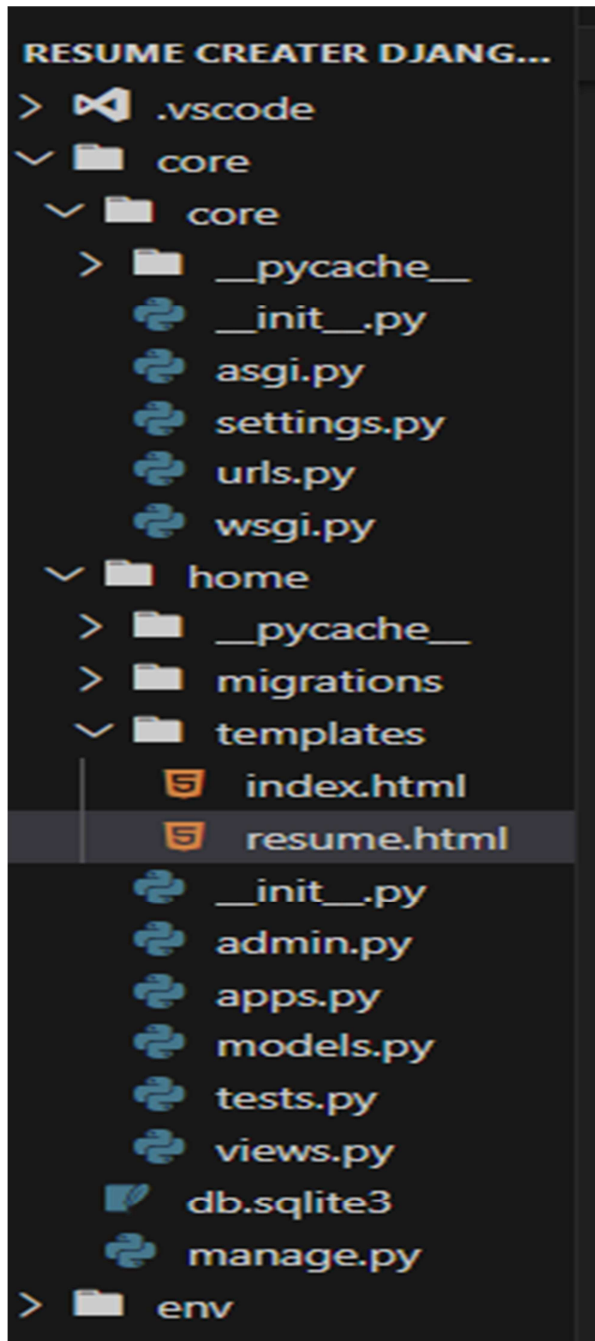 RESUME CREATER DJANG...
.vscode
core
core
__pycache__
__init__.py
asgi.py
settings.py
urls.py
wsgi.py
home
__pycache__
migrations
templates
index.html
resume.html
__init__.py
admin.py
apps.py
models.py
tests.py
views.py
db.sqlite3
manage.py
env